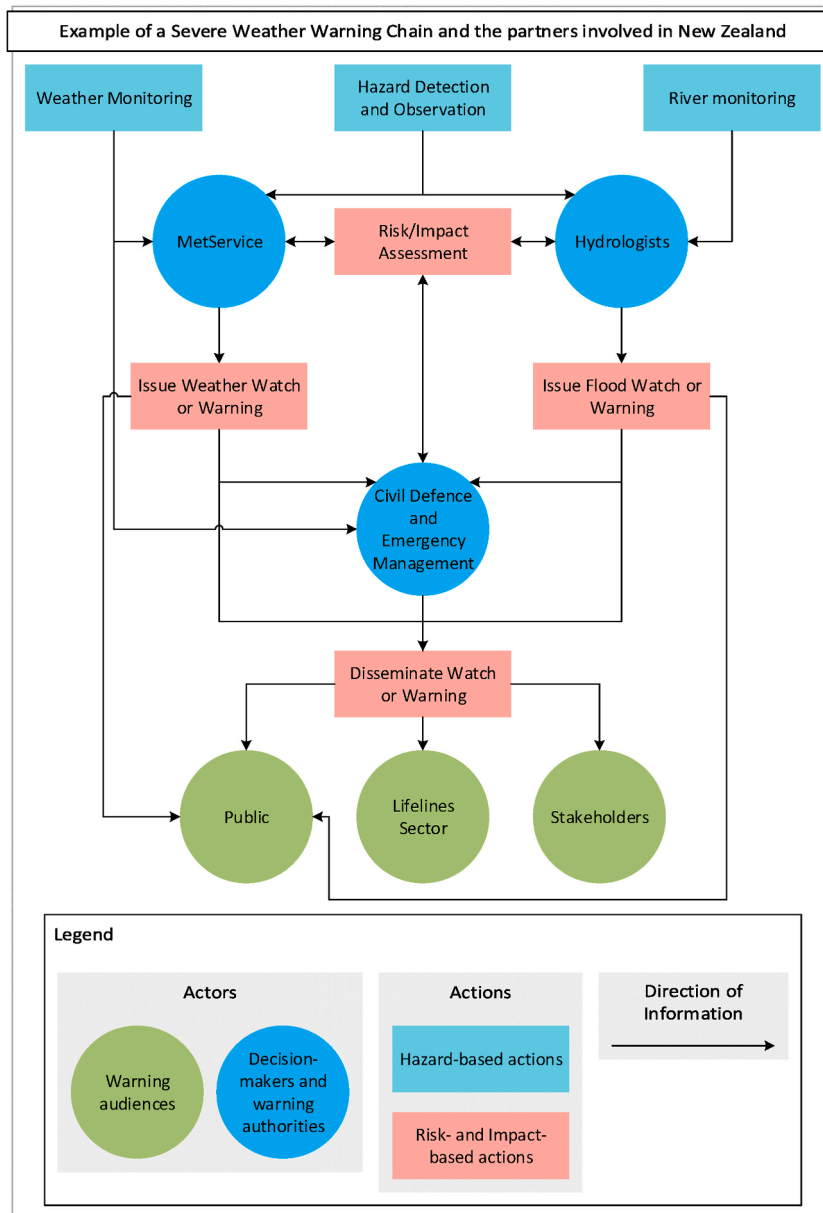 Example of a Severe Weather Warning Chain and the partners involved in New Zealand
Weather Monitoring
Hazard Detection
and Observation
River monitoring
MetService
Risk/Impact
Assessment
Hydrologists
Issue Weather Watch
or Warning
Issue Flood Watch or
Warning
Civil Defence
and
Emergency
Management
Disseminate Watch
or Warning
Public
Lifelines
Sector
Stakeholders
Legend
Actors
Warning
audiences
Decision-
makers and
warning
authorities
Actions
Hazard-based actions
Risk- and Impact-
based actions
Direction of
Information